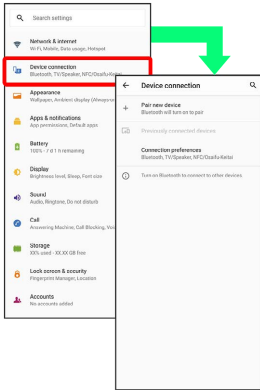 Search settings
Network & internet
Wi-Fi, Mobile, Data usage, Hotspot
Device connection
Bluetooth, TV/Speaker, NFC/Osaifu-Keitai
Appearance
Wallpaper, Ambient display (Always-o
Apps & notifications
App permissions, Default apps
Battery
100% - 7 d 1 h remaining
Display
Brightness level, Sleep, Font size
Sound
Audio, Ringtone, Do not disturb
Call
Answering Machine, Call Blocking, Voic
Storage
XX% used - XX.XX GB free
Lock screen & security
Fingerprint Manager, Location
Accounts
No accounts added
Device connection
Pair new device
Bluetooth will turn on to pair
Previously connected devices
Connection preferences
Bluetooth, TV/Speaker, NFC/Osaifu-Keitai
Turn on Bluetooth to connect to other devices